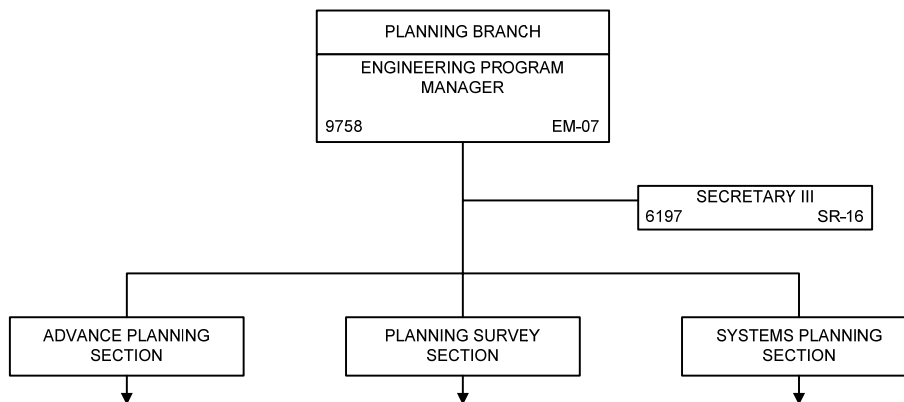 PLANNING BRANCH
ENGINEERING PROGRAM
MANAGER
9758 EM-07
SECRETARY III
6197 SR-16
ADVANCE PLANNING
SECTION
PLANNING SURVEY
SECTION
SYSTEMS PLANNING
SECTION